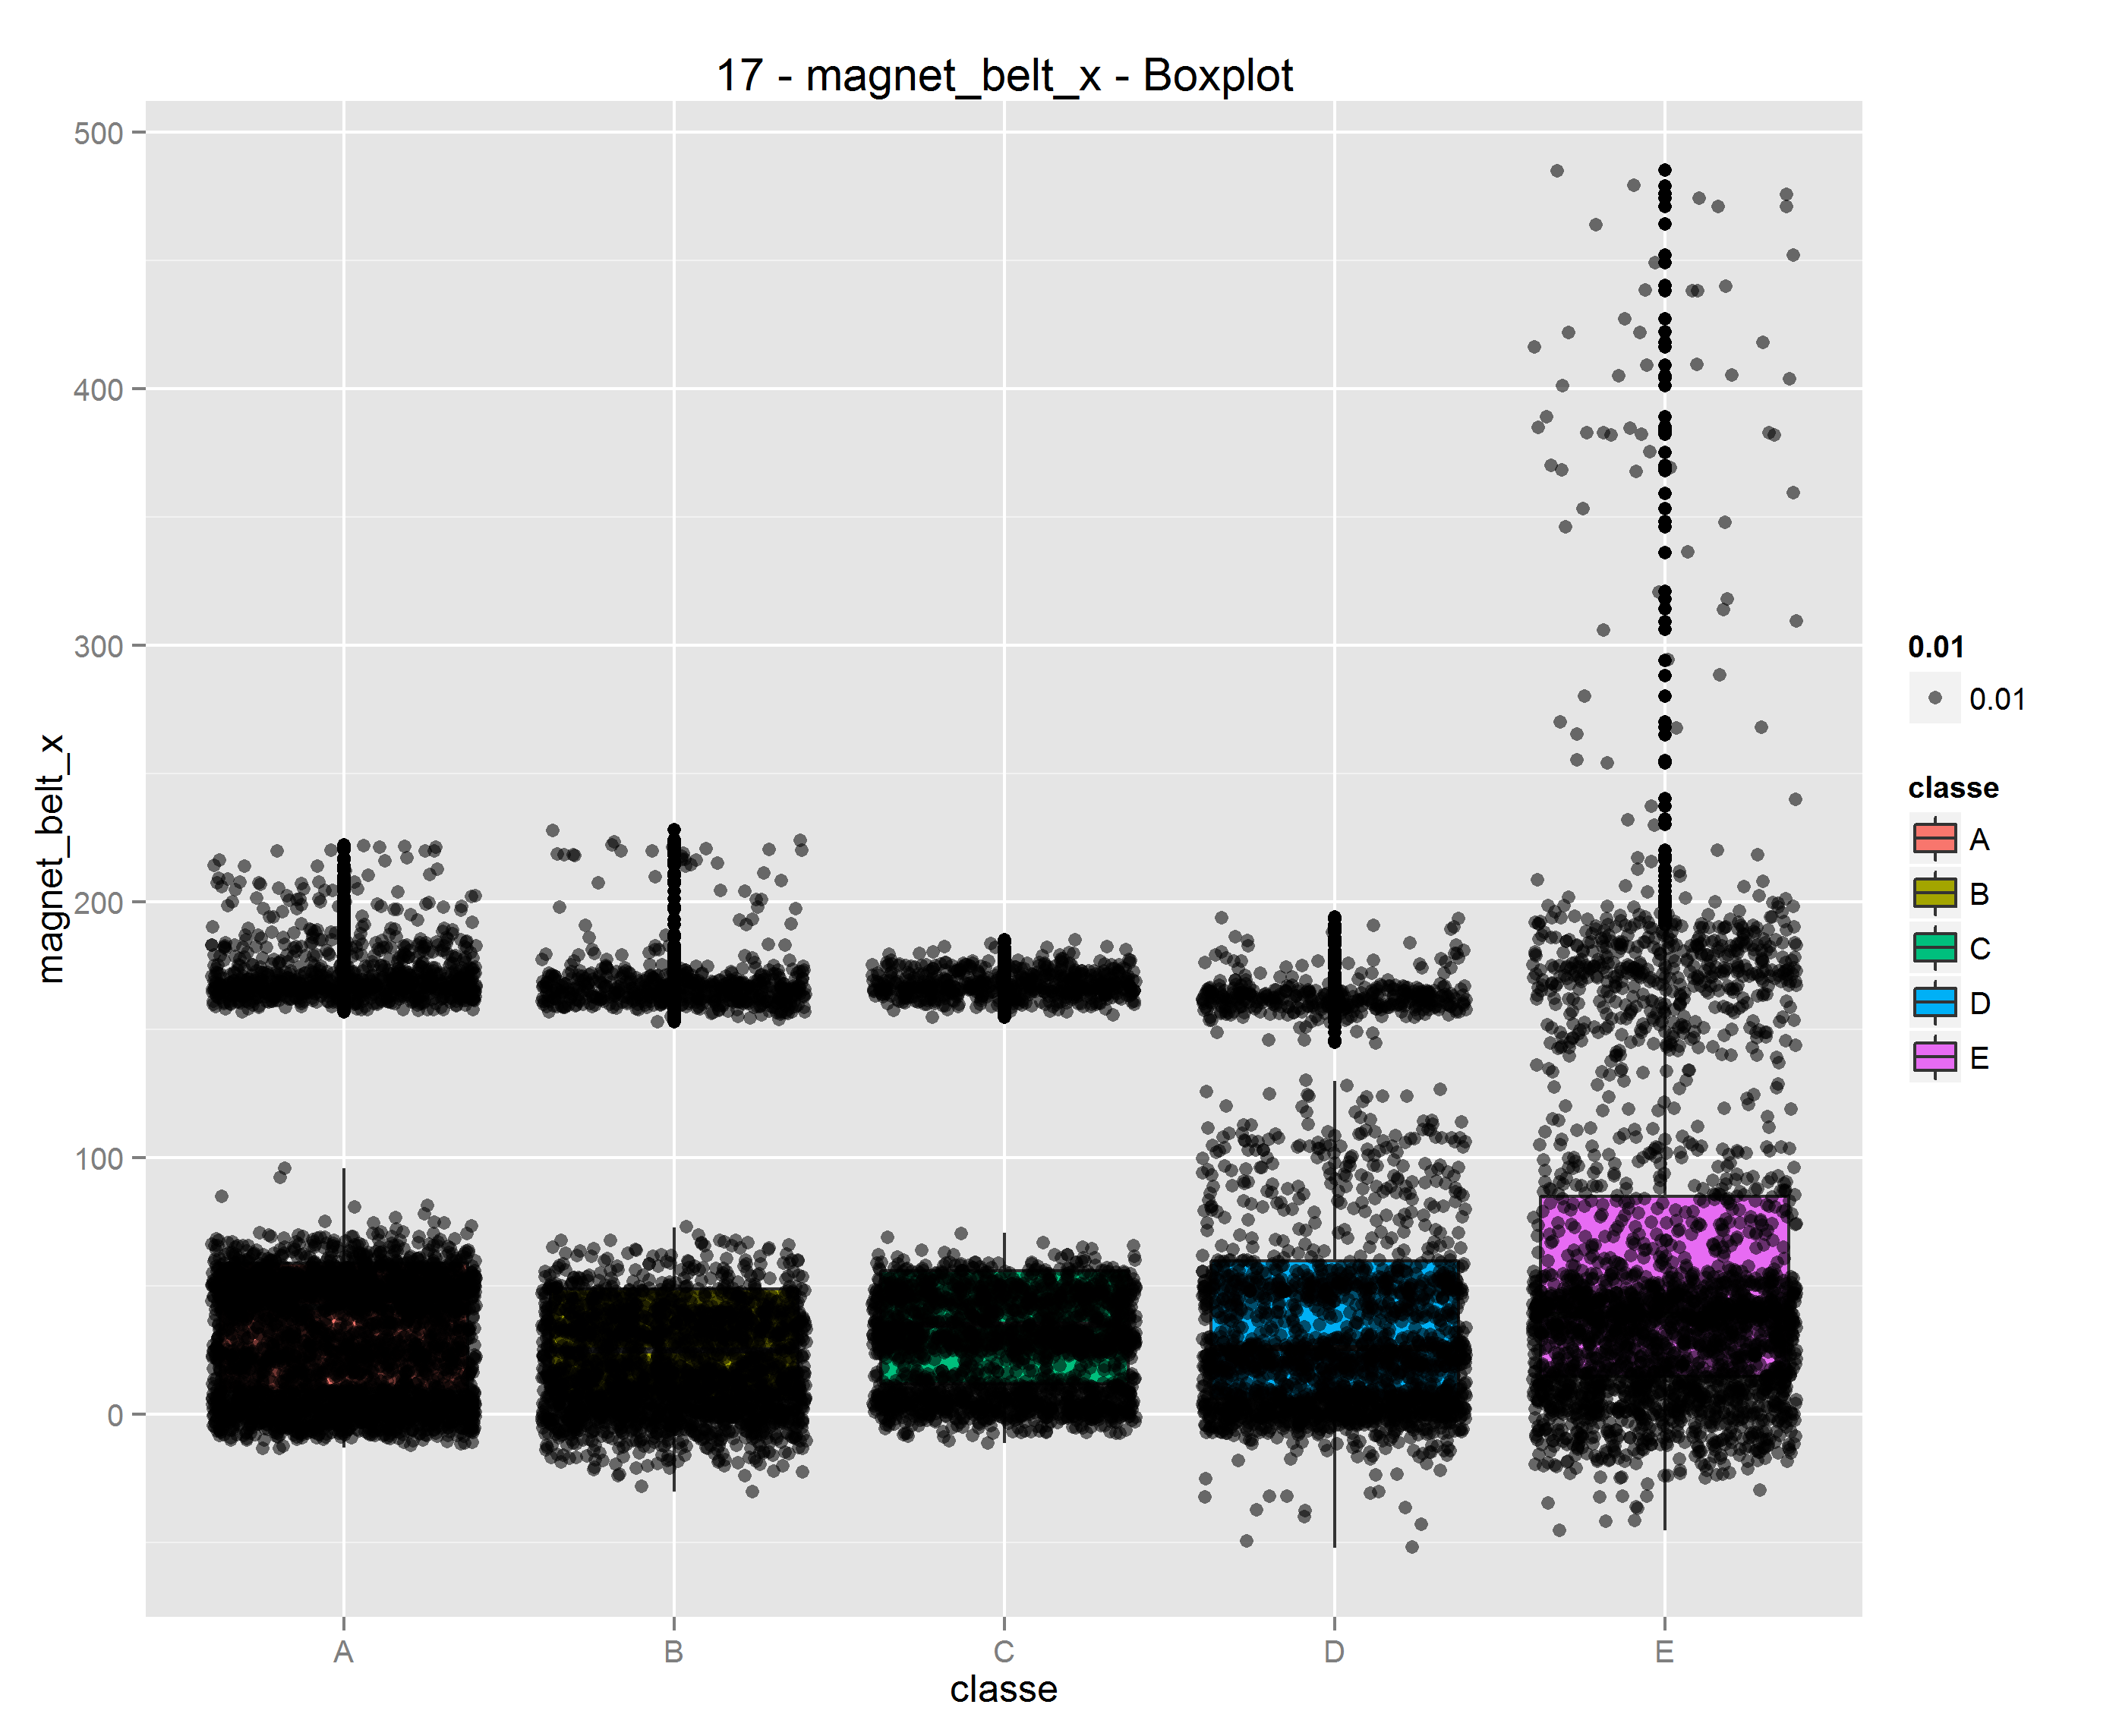 17 - magnet_belt_x - Boxplot
500
400
300
200
100
0
magnet_belt_x
A
B
C
D
E
classe
0.01
0.01
classe
A
B
C
D
E